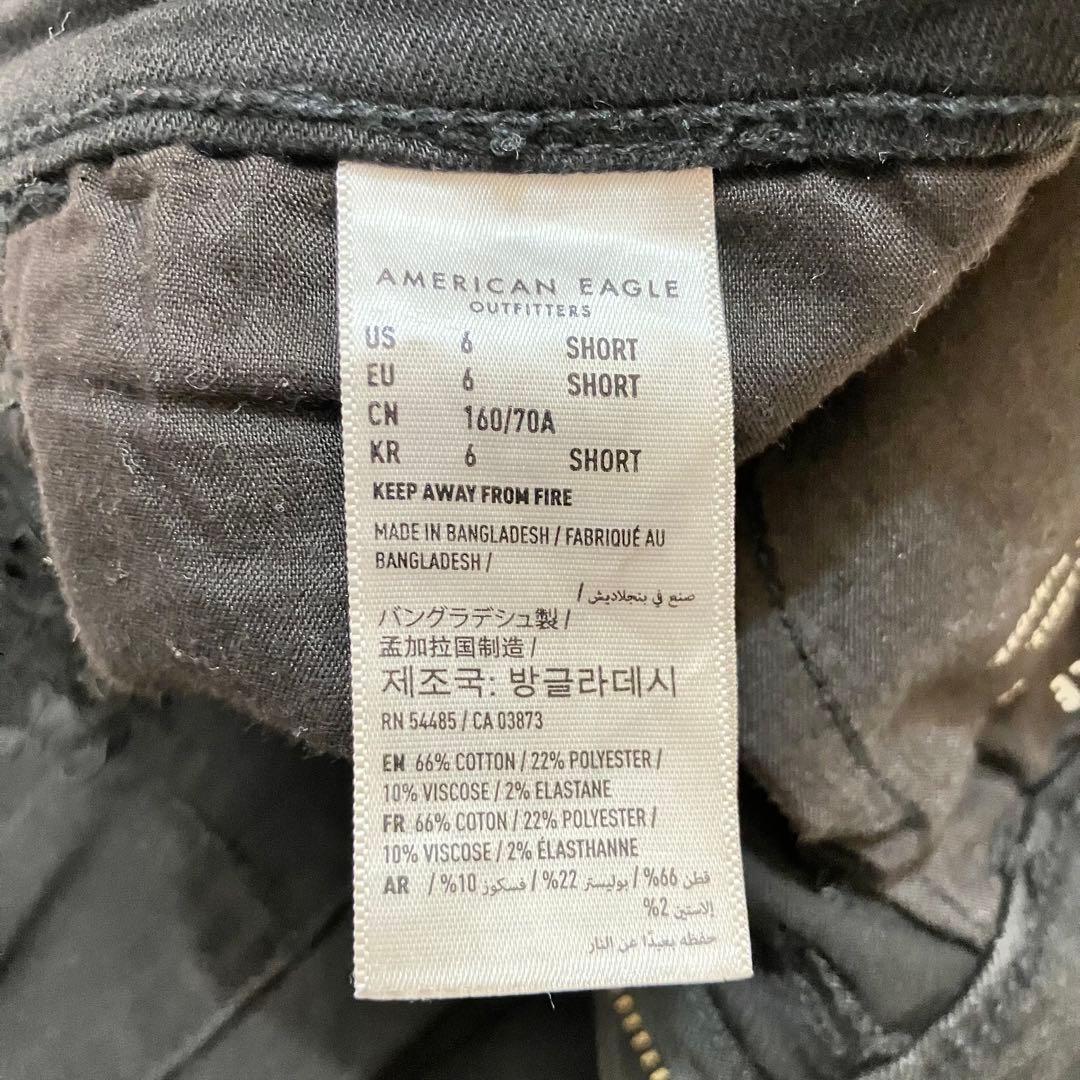 AMERICAN EAGLE
OUTFITTERS
US 6 SHORT
EU 6 SHORT
CN 160/70A
KR 6 SHORT
KEEP AWAY FROM FIRE
MADE IN BANGLADESH / FABRIQUÉ AU
BANGLADESH /
صنع في بنجلاديش /
バングラデシュ製 /
孟加拉国制造 /
제조국: 방글라데시
RN 54485 / CA 03873
EN 66% COTTON / 22% POLYESTER /
10% VISCOSE / 2% ELASTANE
FR 66% COTON / 22% POLYESTER /
10% VISCOSE / 2% ÉLASTHANNE
AR قطن 66% / بوليستر 22% / فسكوز 10% /
إلاستين 2%
حفظه بعيدًا عن النار